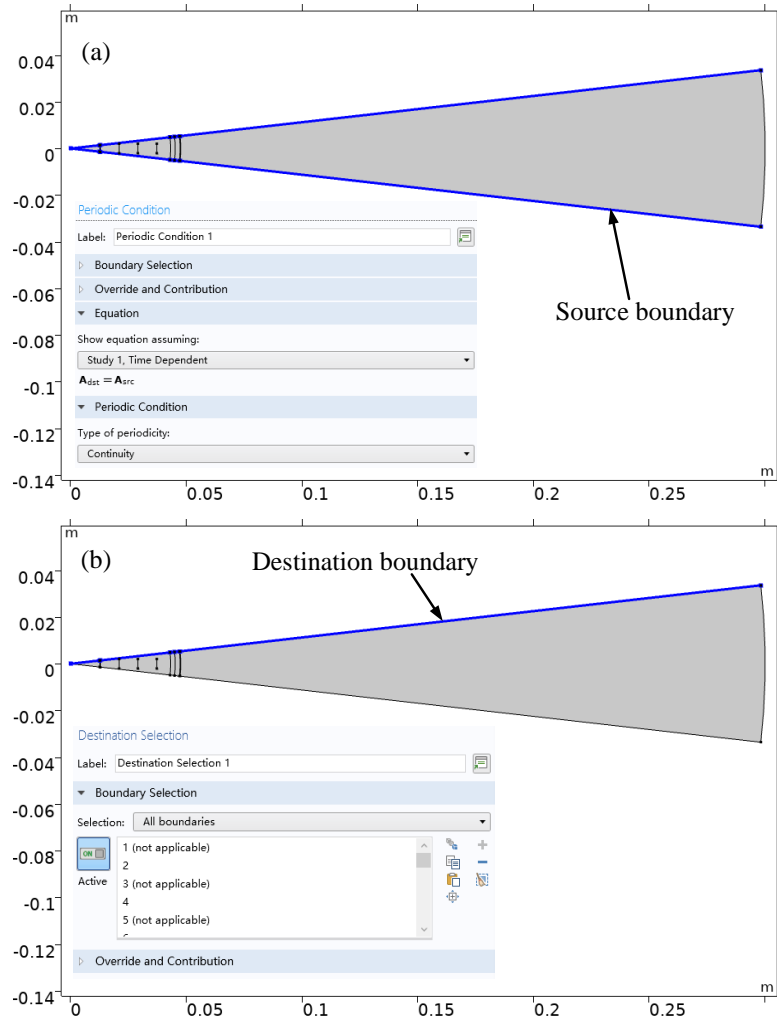 m
(a)
0.04
0.02
0
-0.02
-0.04
-0.06
-0.08
-0.1
-0.12
-0.14
Periodic Condition
Label: Periodic Condition 1
Boundary Selection
Override and Contribution
Equation
Show equation assuming:
Study 1, Time Dependent
Adst = Asrc
Periodic Condition
Type of periodicity:
Continuity
Source boundary
m
0 0.05 0.1 0.15 0.2 0.25
m
(b)
Destination boundary
0.04
0.02
0
-0.02
-0.04
-0.06
-0.08
-0.1
-0.12
-0.14
Destination Selection
Label: Destination Selection 1
Boundary Selection
Selection: All boundaries
ON
Active
1 (not applicable)
2
3 (not applicable)
4
5 (not applicable)
Override and Contribution
m
0 0.05 0.1 0.15 0.2 0.25